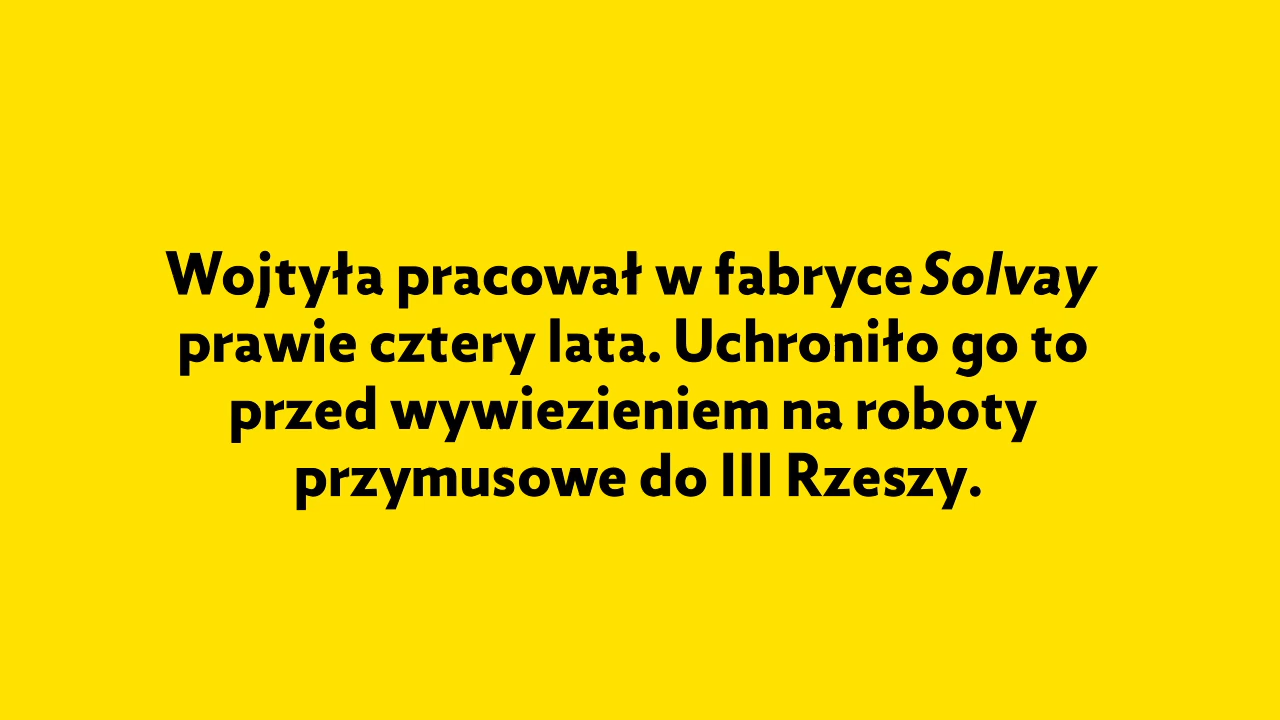 Wojtyła pracował w fabryce Solvay
prawie cztery lata. Uchroniło go to
przed wywiezieniem na roboty
przymusowe do III Rzeszy.